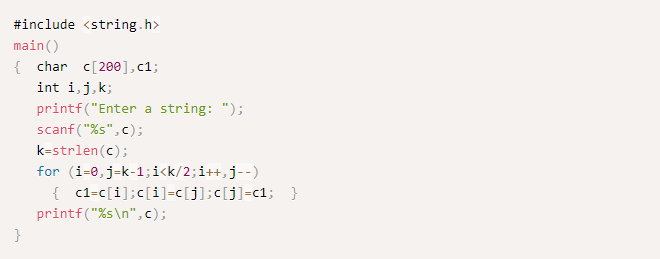 #include <string.h>
main()
{  char  c[200],c1;
   int i,j,k;
   printf("Enter a string: ");
   scanf("%s",c);
   k=strlen(c);
   for (i=0,j=k-1;i<k/2;i++,j--)
     {  c1=c[i];c[i]=c[j];c[j]=c1;  }
   printf("%s\n",c);
}